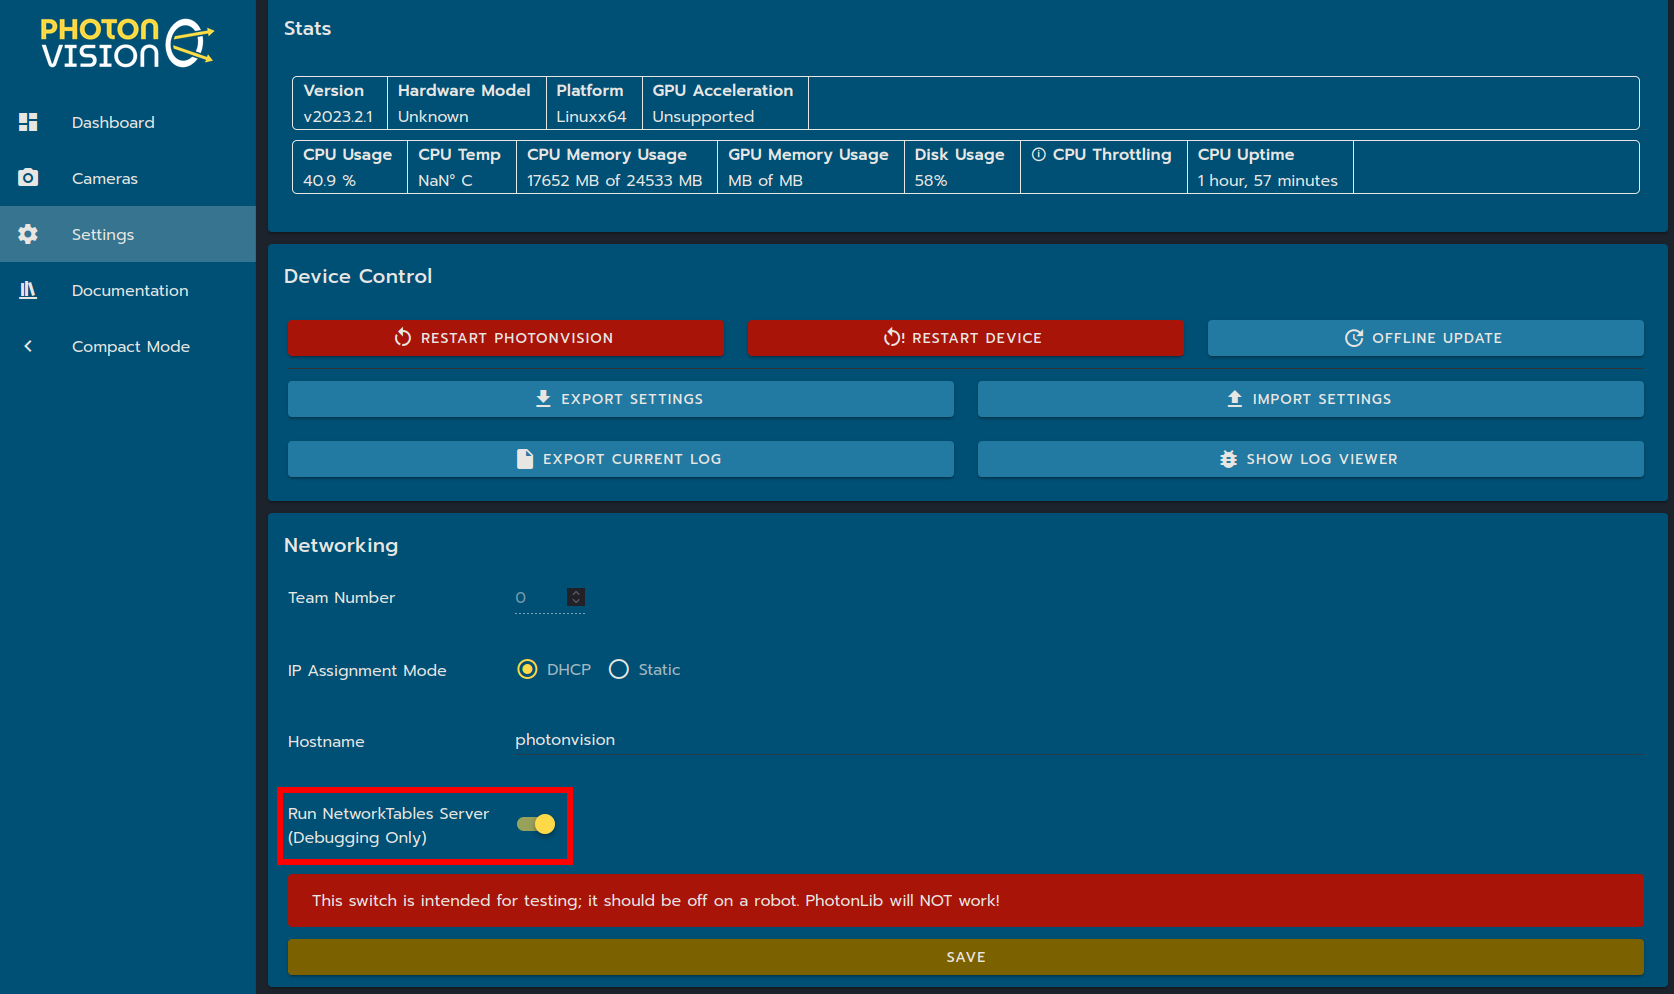 PHOTON
VISION
Dashboard
Cameras
Settings
Documentation
Compact Mode
Stats
Version Hardware Model Platform GPU Acceleration
v2023.2.1 Unknown Linuxx64 Unsupported
CPU Usage CPU Temp CPU Memory Usage GPU Memory Usage Disk Usage CPU Throttling CPU Uptime
40.9 % NaN° C 17652 MB of 24533 MB MB of MB 58% 1 hour, 57 minutes
Device Control
RESTART PHOTONVISION RESTART DEVICE OFFLINE UPDATE
EXPORT SETTINGS IMPORT SETTINGS
EXPORT CURRENT LOG SHOW LOG VIEWER
Networking
Team Number 0
IP Assignment Mode DHCP Static
Hostname photonvision
Run NetworkTables Server
(Debugging Only)
This switch is intended for testing; it should be off on a robot. PhotonLib will NOT work!
SAVE